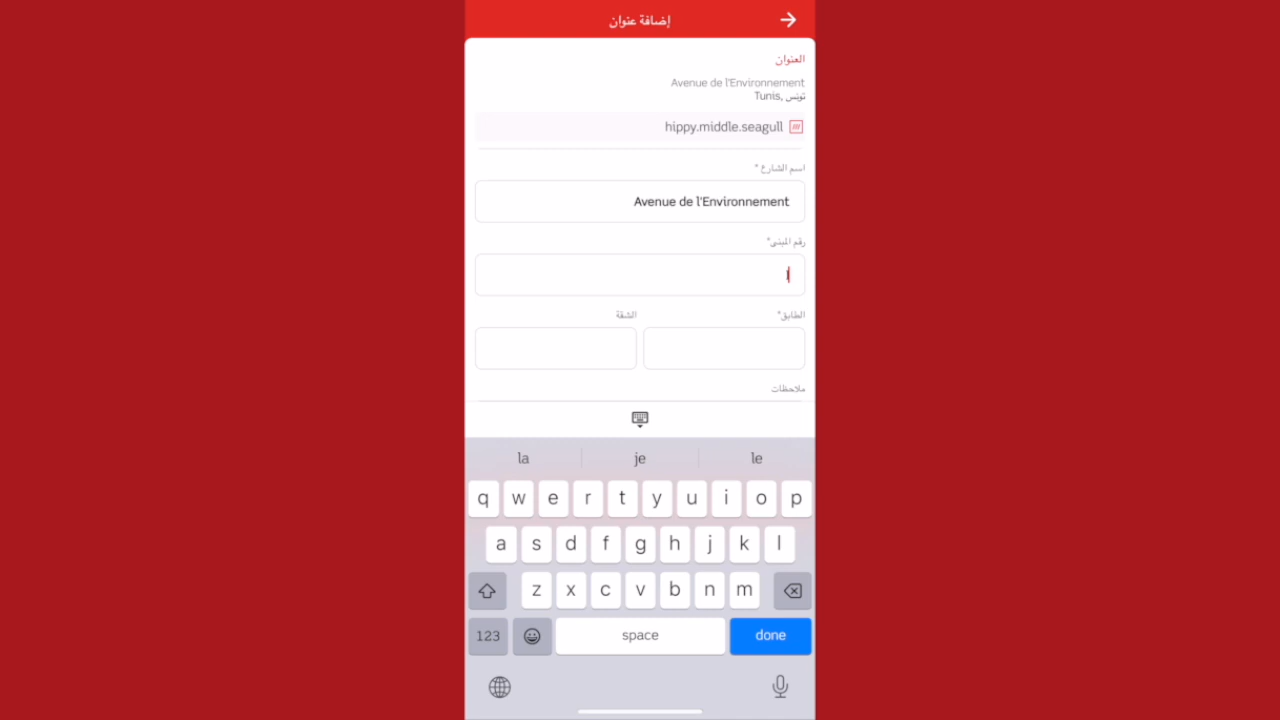 إضافة عنوان
العنوان
Avenue de l'Environnement
Tunis, تونس
hippy.middle.seagull
اسم الشارع *
Avenue de l'Environnement
رقم المبنى*
الطابق* الشقة
ملاحظات
la je le
q w e r t y u i o p
a s d f g h j k l
z x c v b n m
123 space done